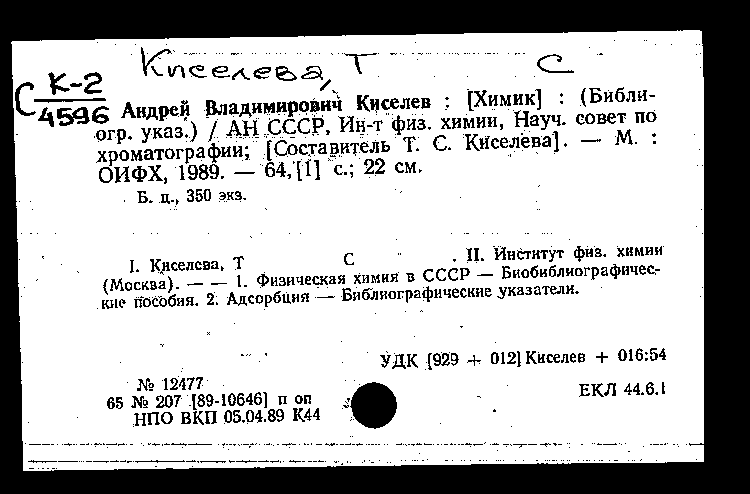 Киселева, Т С
С К-2
4596
Андрей Владимирович Киселев : [Химик] : (Библи-
огр. указ.) / АН СССР, Ин-т физ. химии, Науч. совет по
хроматографии; [Составитель Т. С. Киселева]. — М. :
ОИФХ, 1989. — 64, [1] с.; 22 см.
Б. ц., 350 экз.
I. Киселева, Т С . II. Институт физ. химии
(Москва). — — 1. Физическая химия в СССР — Биобиблиографичес-
кие пособия. 2. Адсорбция — Библиографические указатели.
УДК [929 + 012] Киселев + 016:54
№ 12477
65 № 207 [89-10646] п оп
НПО ВКП 05.04.89 К44
ЕКЛ 44.6.1